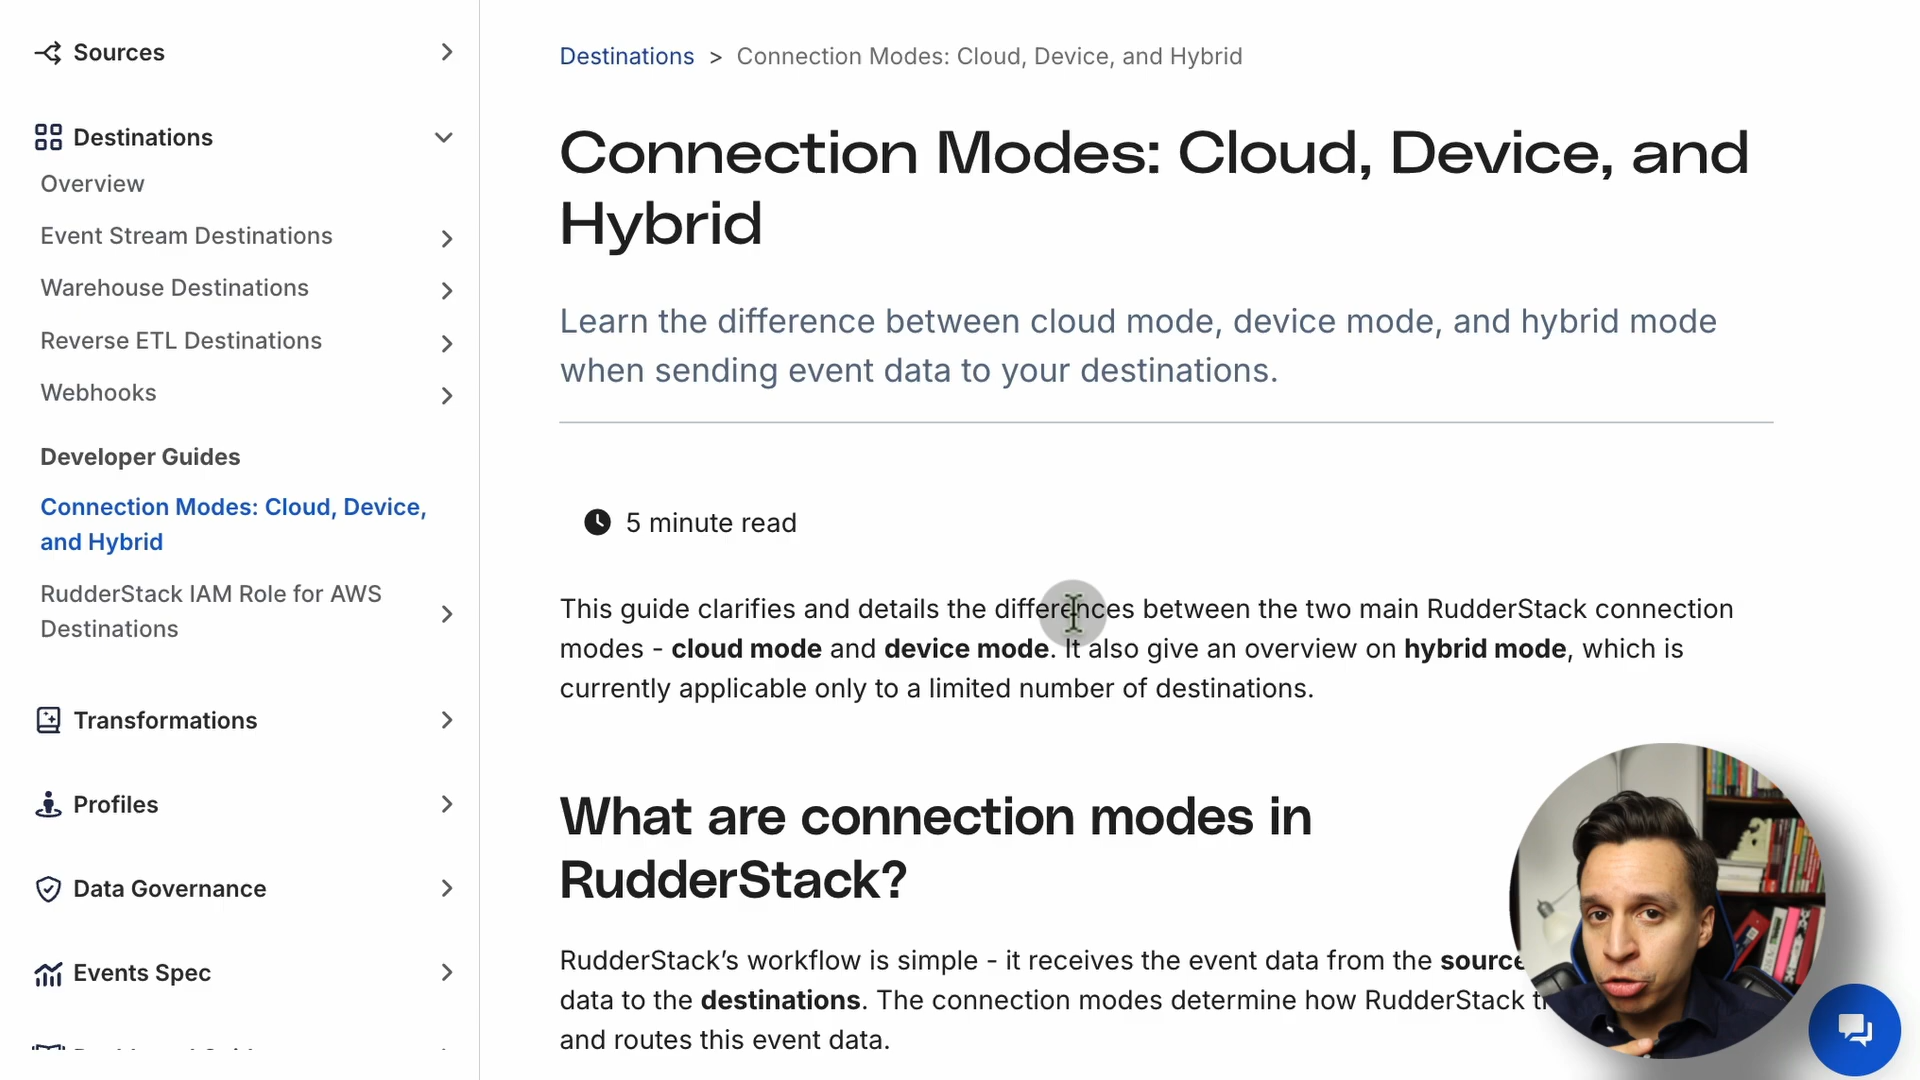 Sources
Destinations
Overview
Event Stream Destinations
Warehouse Destinations
Reverse ETL Destinations
Webhooks
Developer Guides
Connection Modes: Cloud, Device,
and Hybrid
RudderStack IAM Role for AWS
Destinations
Transformations
Profiles
Data Governance
Events Spec
Destinations > Connection Modes: Cloud, Device, and Hybrid
Connection Modes: Cloud, Device, and
Hybrid
Learn the difference between cloud mode, device mode, and hybrid mode
when sending event data to your destinations.
5 minute read
This guide clarifies and details the differences between the two main RudderStack connection
modes - cloud mode and device mode. It also give an overview on hybrid mode, which is
currently applicable only to a limited number of destinations.
What are connection modes in
RudderStack?
RudderStack’s workflow is simple - it receives the event data from the source
data to the destinations. The connection modes determine how RudderStack
and routes this event data.